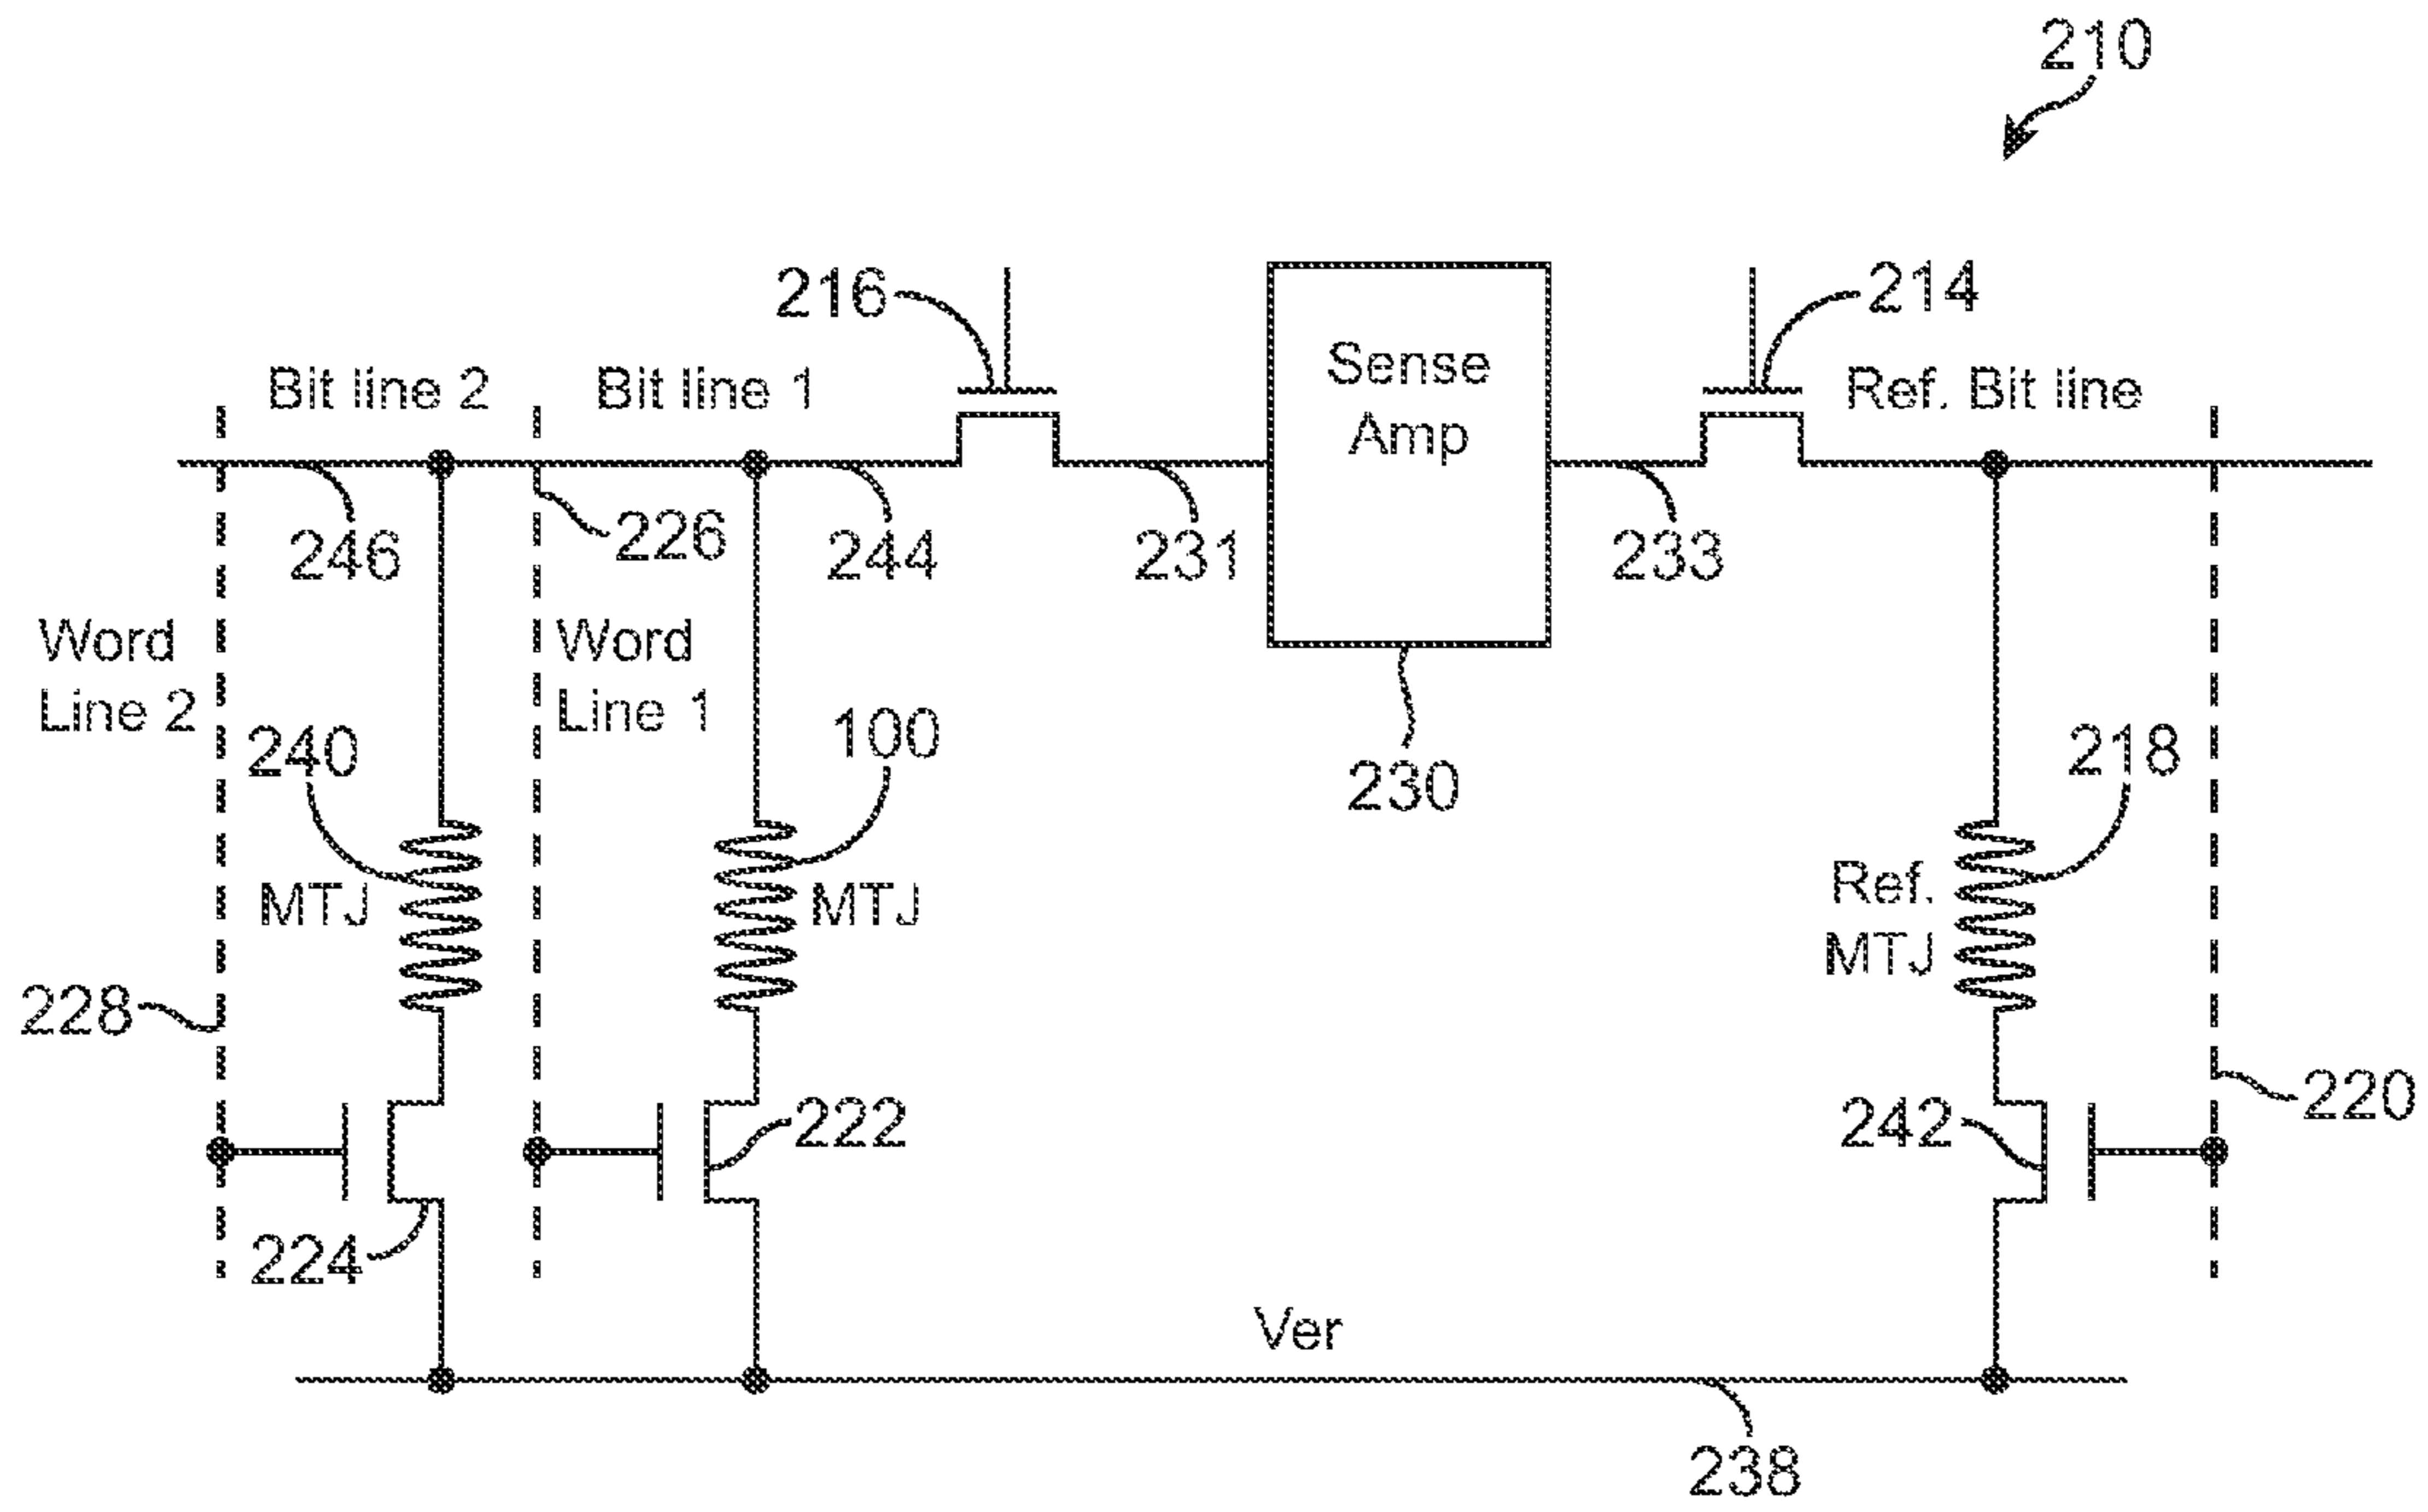 210
216
214
Sense
Amp
Bit line 2
Bit line 1
Ref. Bit line
246
226
244
231
233
Word
Line 2
Word
Line 1
240
100
230
218
MTJ
MTJ
Ref.
MTJ
228
222
242
220
224
Ver
238